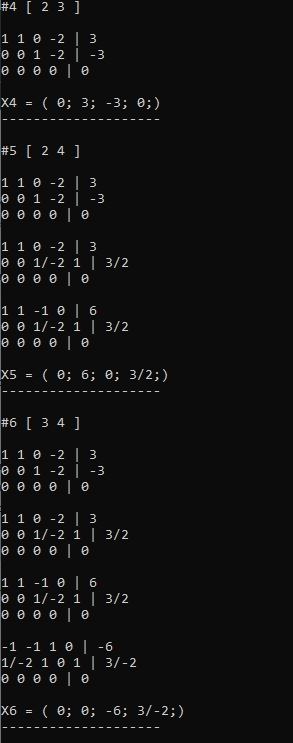 #4 [ 2 3 ]
1 1 0 -2 | 3
0 0 1 -2 | -3
0 0 0 0 | 0
X4 = ( 0; 3; -3; 0;)
--------------------
#5 [ 2 4 ]
1 1 0 -2 | 3
0 0 1 -2 | -3
0 0 0 0 | 0
1 1 0 -2 | 3
0 0 1/-2 1 | 3/2
0 0 0 0 | 0
1 1 -1 0 | 6
0 0 1/-2 1 | 3/2
0 0 0 0 | 0
X5 = ( 0; 6; 0; 3/2;)
--------------------
#6 [ 3 4 ]
1 1 0 -2 | 3
0 0 1 -2 | -3
0 0 0 0 | 0
1 1 0 -2 | 3
0 0 1/-2 1 | 3/2
0 0 0 0 | 0
1 1 -1 0 | 6
0 0 1/-2 1 | 3/2
0 0 0 0 | 0
-1 -1 1 0 | -6
1/-2 1 0 1 | 3/-2
0 0 0 0 | 0
X6 = ( 0; 0; -6; 3/-2;)
--------------------